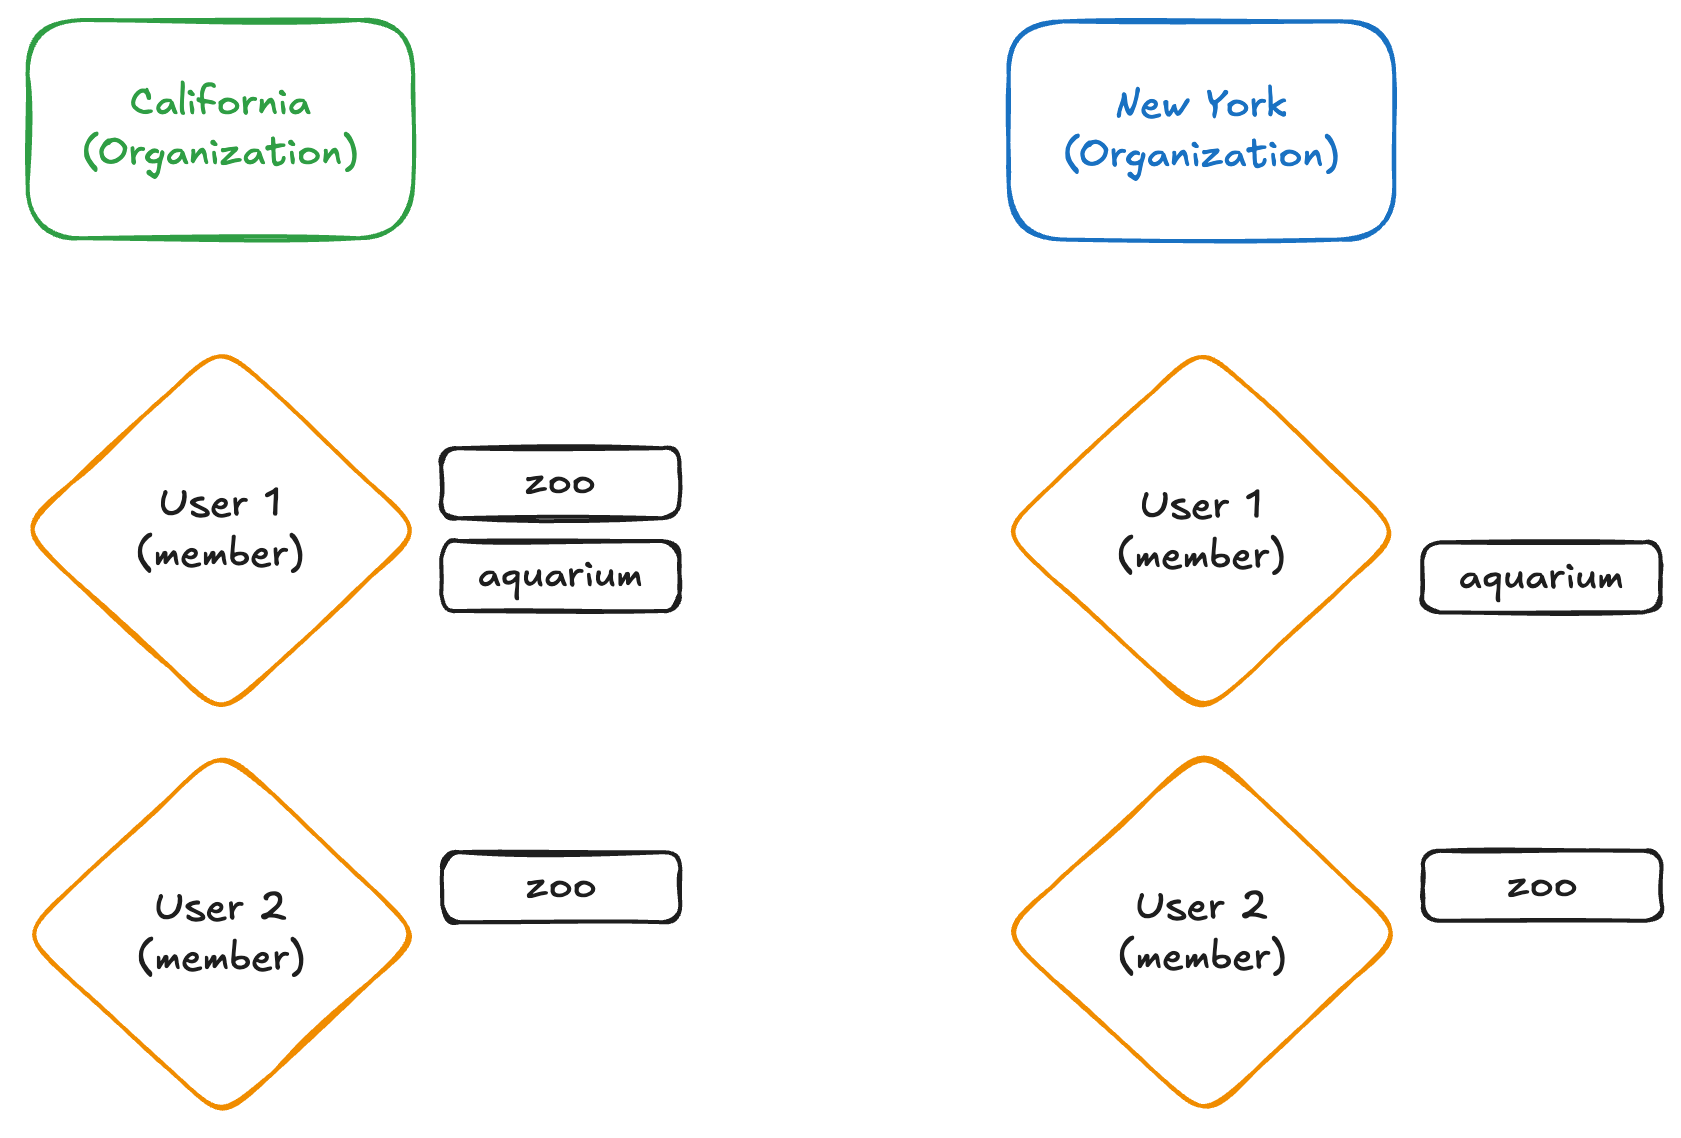 California
(Organization)
New York
(Organization)
User 1
(member)
zoo
aquarium
User 1
(member)
aquarium
User 2
(member)
zoo
User 2
(member)
zoo